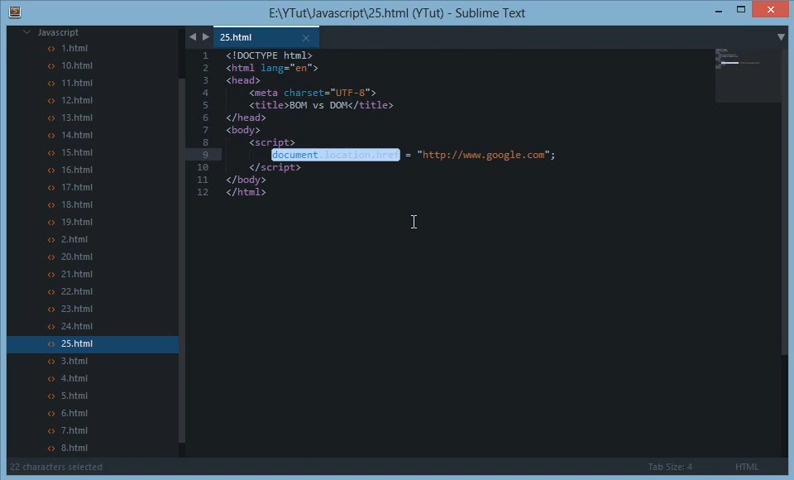 E:\YTut\Javascript\25.html (YTut) - Sublime Text
Javascript
1.html
10.html
11.html
12.html
13.html
14.html
15.html
16.html
17.html
18.html
19.html
2.html
20.html
21.html
22.html
23.html
24.html
25.html
3.html
4.html
5.html
6.html
7.html
8.html
25.html
1 <!DOCTYPE html>
2 <html lang="en">
3 <head>
4 <meta charset="UTF-8">
5 <title>BOM vs DOM</title>
6 </head>
7 <body>
8 <script>
9 document.location.href = "http://www.google.com";
10 </script>
11 </body>
12 </html>
22 characters selected
Tab Size: 4
HTML